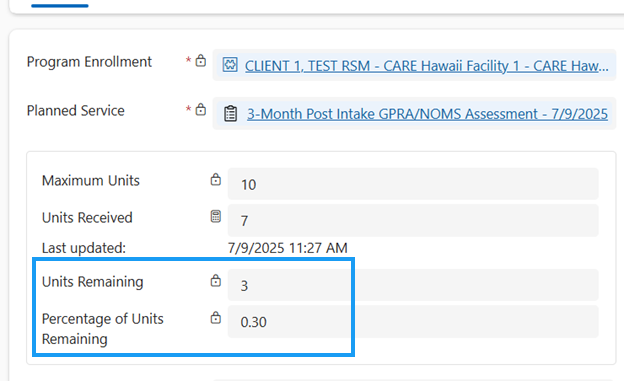 Program Enrollment * CLIENT 1, TEST RSM - CARE Hawaii Facility 1 - CARE Haw...
Planned Service * 3-Month Post Intake GPRA/NOMS Assessment - 7/9/2025
Maximum Units 10
Units Received 7
Last updated: 7/9/2025 11:27 AM
Units Remaining 3
Percentage of Units 0.30
Remaining